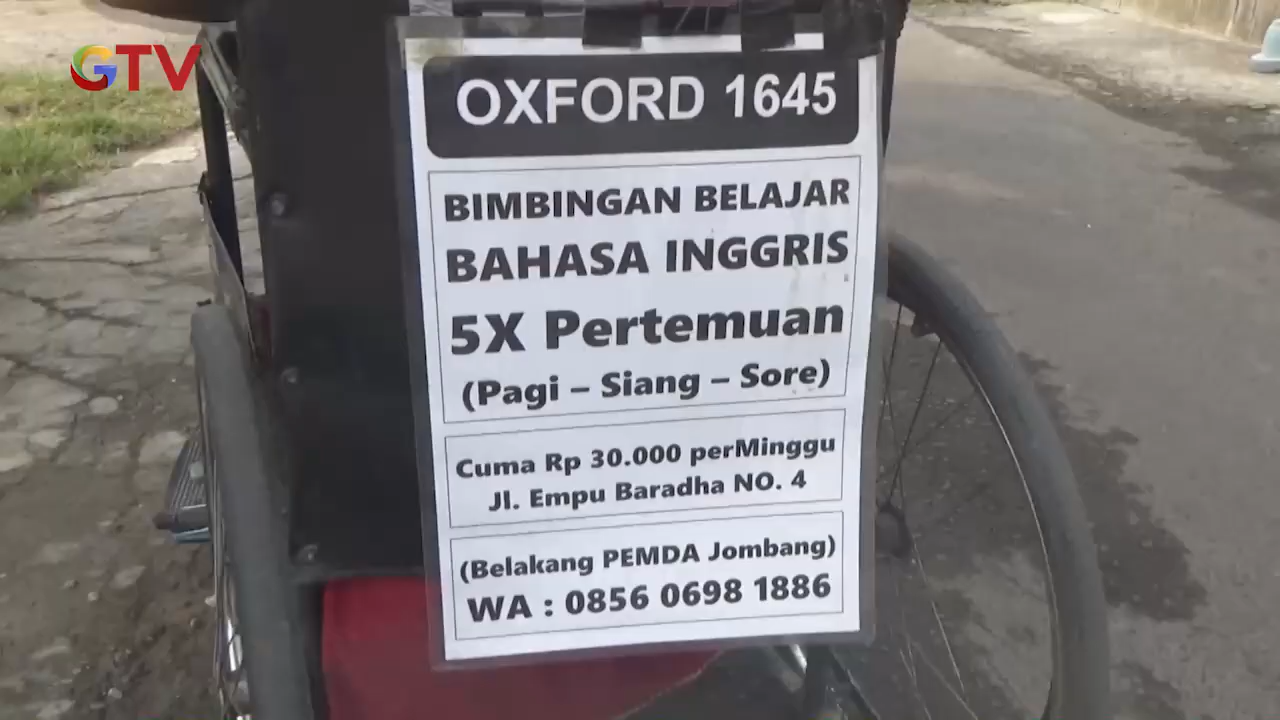 GTV
OXFORD 1645
BIMBINGAN BELAJAR
BAHASA INGGRIS
5X Pertemuan
(Pagi – Siang – Sore)
Cuma Rp 30.000 perMinggu
Jl. Empu Baradha NO. 4
(Belakang PEMDA Jombang)
WA : 0856 0698 1886